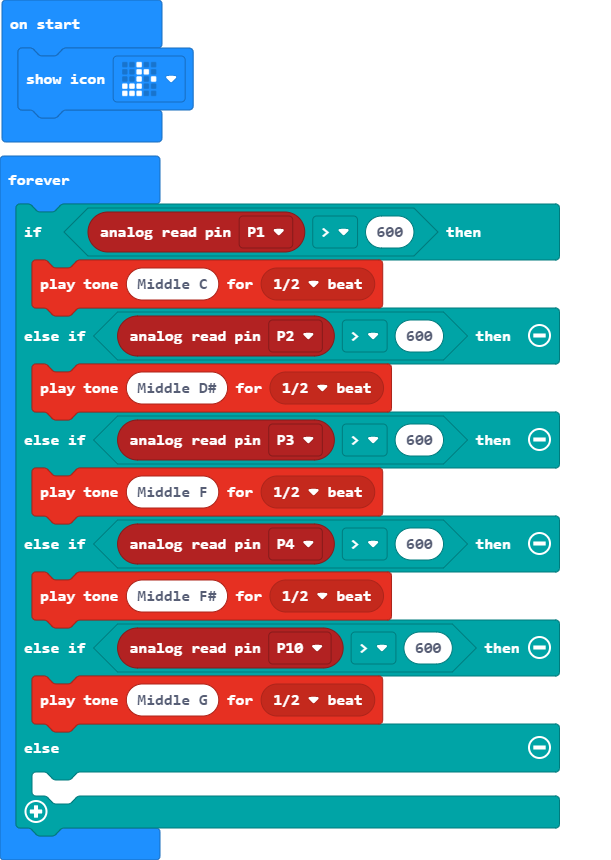 on start
show icon
forever
if analog read pin P1 > 600 then
play tone Middle C for 1/2 beat
else if analog read pin P2 > 600 then
play tone Middle D# for 1/2 beat
else if analog read pin P3 > 600 then
play tone Middle F for 1/2 beat
else if analog read pin P4 > 600 then
play tone Middle F# for 1/2 beat
else if analog read pin P10 > 600 then
play tone Middle G for 1/2 beat
else